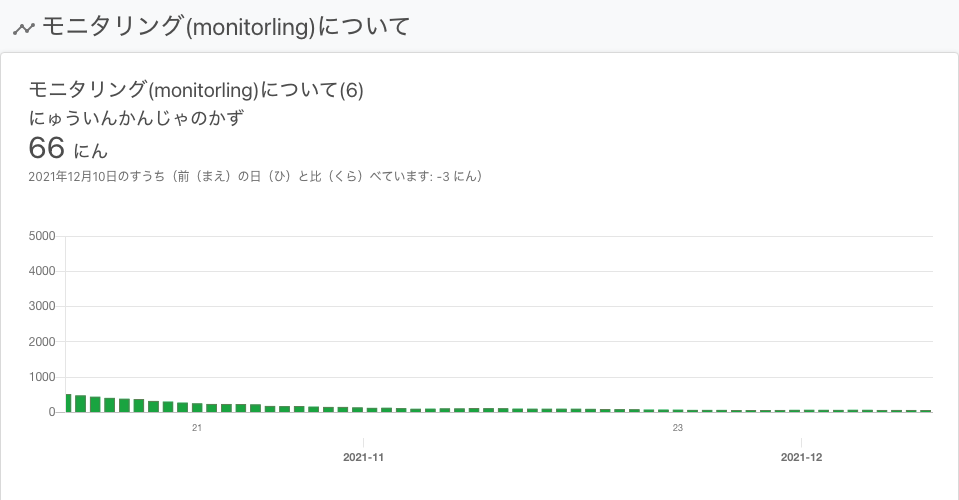 モニタリング(monitorling)について
モニタリング(monitorling)について(6)
にゅういんかんじゃのかず
66 にん
2021年12月10日のすうち（前（まえ）の日（ひ）と比（くら）べています: -3 にん）
5000
4000
3000
2000
1000
0
21 23
2021-11 2021-12